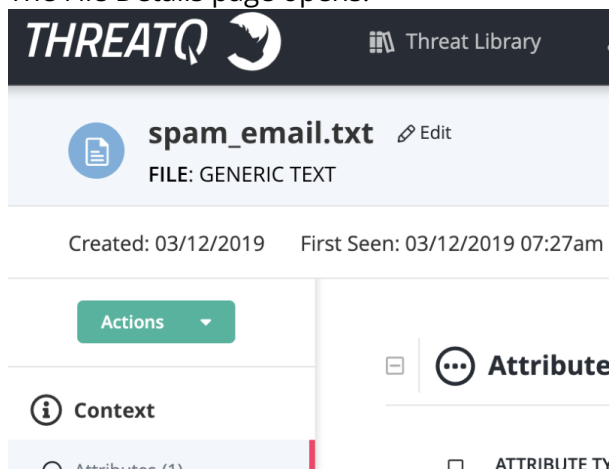 The File Details page opens.
THREATQ
Threat Library
spam_email.txt Edit
FILE: GENERIC TEXT
Created: 03/12/2019 First Seen: 03/12/2019 07:27am
Actions
Attribute
Context
Attributes (1)
ATTRIBUTE TY